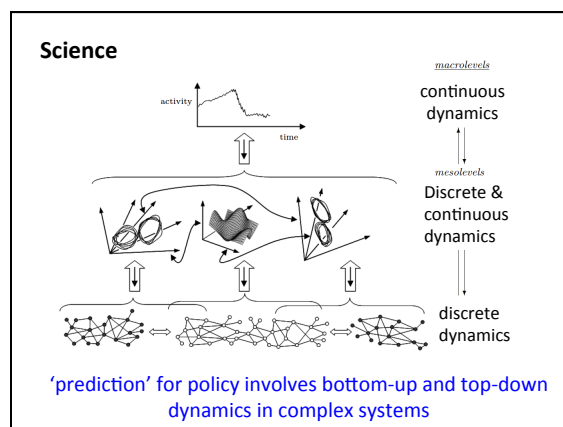 Science
macrolevels
activity
continuous
dynamics
time
mesolevels
Discrete &
continuous
dynamics
discrete
dynamics
‘prediction’ for policy involves bottom-up and top-down
dynamics in complex systems